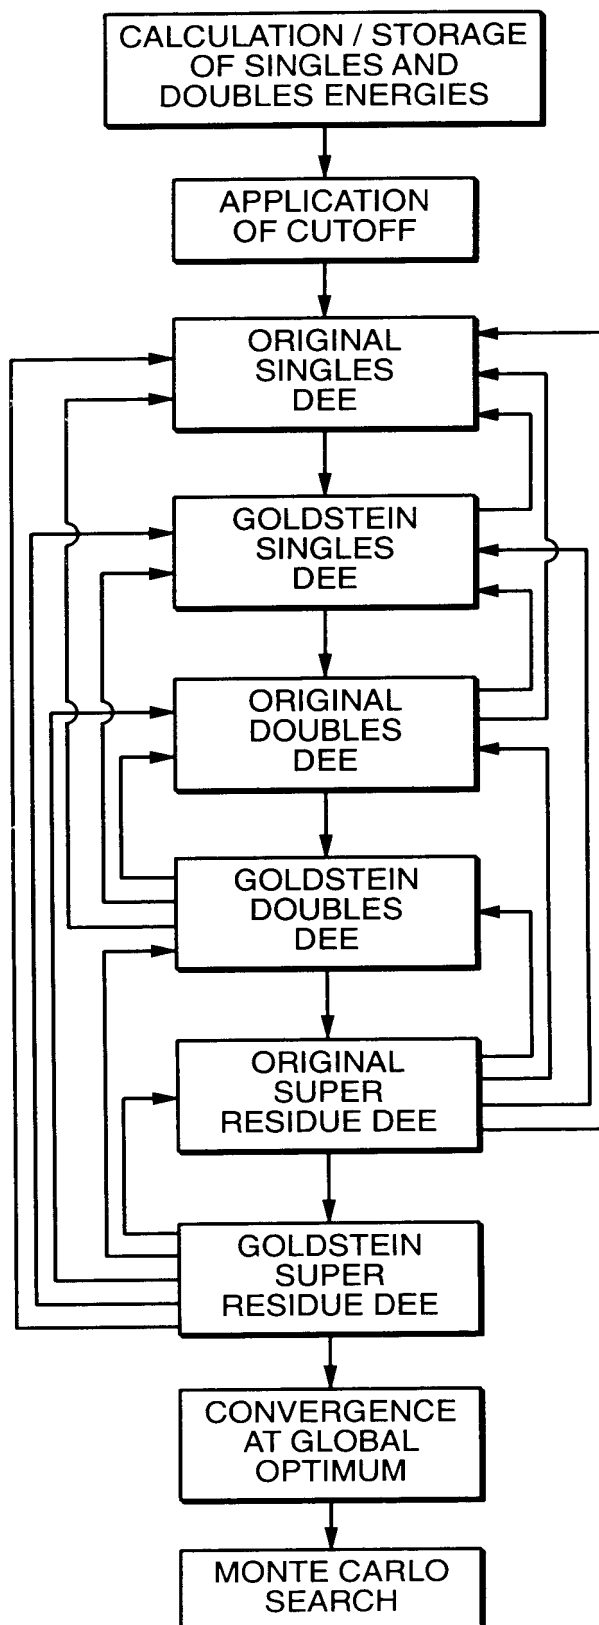 CALCULATION / STORAGE
OF SINGLES AND
DOUBLES ENERGIES
APPLICATION
OF CUTOFF
ORIGINAL
SINGLES
DEE
GOLDSTEIN
SINGLES
DEE
ORIGINAL
DOUBLES
DEE
GOLDSTEIN
DOUBLES
DEE
ORIGINAL
SUPER
RESIDUE DEE
GOLDSTEIN
SUPER
RESIDUE DEE
CONVERGENCE
AT GLOBAL
OPTIMUM
MONTE CARLO
SEARCH